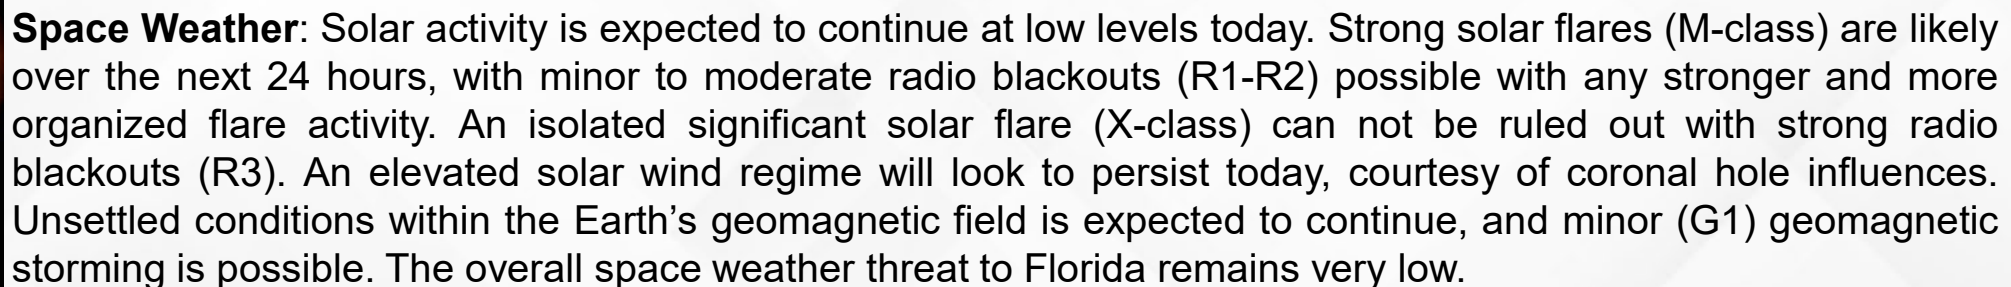 Space Weather: Solar activity is expected to continue at low levels today. Strong solar flares (M-class) are likely
over the next 24 hours, with minor to moderate radio blackouts (R1-R2) possible with any stronger and more
organized flare activity. An isolated significant solar flare (X-class) can not be ruled out with strong radio
blackouts (R3). An elevated solar wind regime will look to persist today, courtesy of coronal hole influences.
Unsettled conditions within the Earth’s geomagnetic field is expected to continue, and minor (G1) geomagnetic
storming is possible. The overall space weather threat to Florida remains very low.